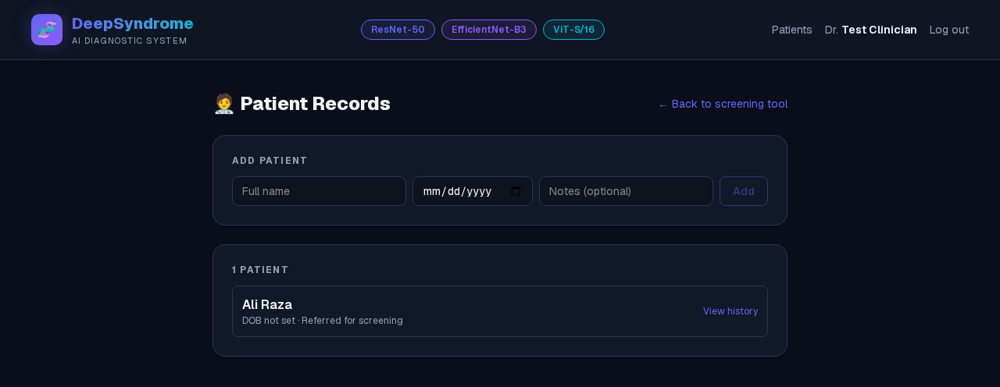 DeepSyndrome
AI DIAGNOSTIC SYSTEM
ResNet-50 EfficientNet-B3 ViT-S/16
Patients Dr. Test Clinician Log out
Patient Records
← Back to screening tool
ADD PATIENT
Full name mm/dd/yyyy Notes (optional) Add
1 PATIENT
Ali Raza
DOB not set · Referred for screening
View history